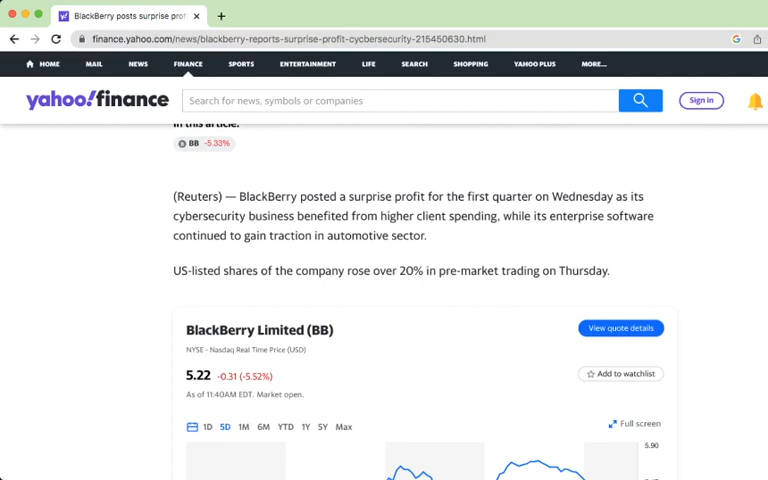 BlackBerry posts surprise prof
finance.yahoo.com/news/blackberry-reports-surprise-profit-cycbersecurity-215450630.html
HOME MAIL NEWS FINANCE SPORTS ENTERTAINMENT LIFE SEARCH SHOPPING YAHOO PLUS MORE...
yahoo!finance
Search for news, symbols or companies
Sign in
In this article:
BB -5.33%
(Reuters) — BlackBerry posted a surprise profit for the first quarter on Wednesday as its
cybersecurity business benefited from higher client spending, while its enterprise software
continued to gain traction in automotive sector.
US-listed shares of the company rose over 20% in pre-market trading on Thursday.
BlackBerry Limited (BB)
View quote details
NYSE - Nasdaq Real Time Price (USD)
5.22 -0.31 (-5.52%)
Add to watchlist
As of 11:40AM EDT. Market open.
1D 5D 1M 6M YTD 1Y 5Y Max
Full screen
5.90